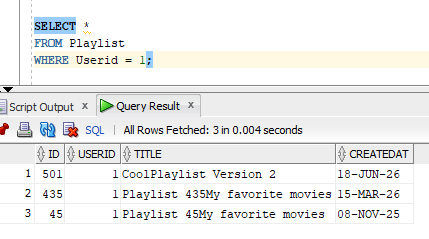 SELECT *
FROM Playlist
WHERE Userid = 1;
Script Output x Query Result x
SQL | All Rows Fetched: 3 in 0.004 seconds
ID USERID TITLE CREATEDAT
1 501 1 CoolPlaylist Version 2 18-JUN-26
2 435 1 Playlist 435My favorite movies 15-MAR-26
3 45 1 Playlist 45My favorite movies 08-NOV-25